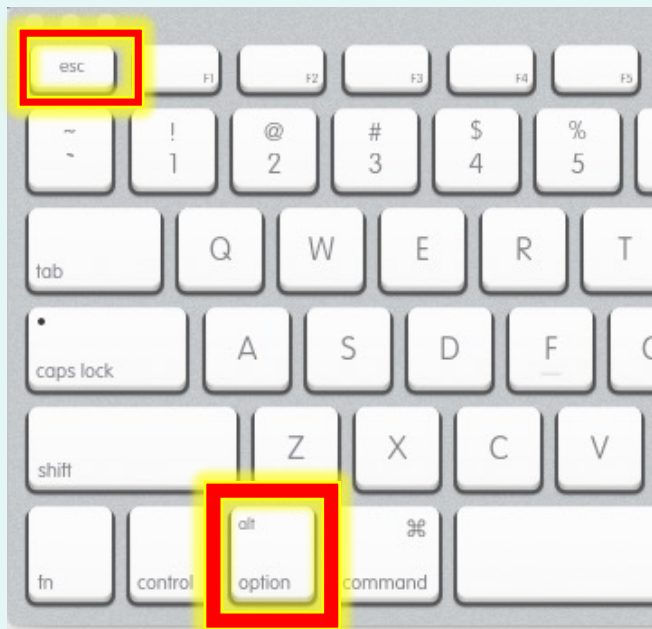 esc F1 F2 F3 F4 F5
~ ! @ # $ %
` 1 2 3 4 5
tab Q W E R T
caps lock A S D F
shift Z X C V
alt ⌘
fn control option command